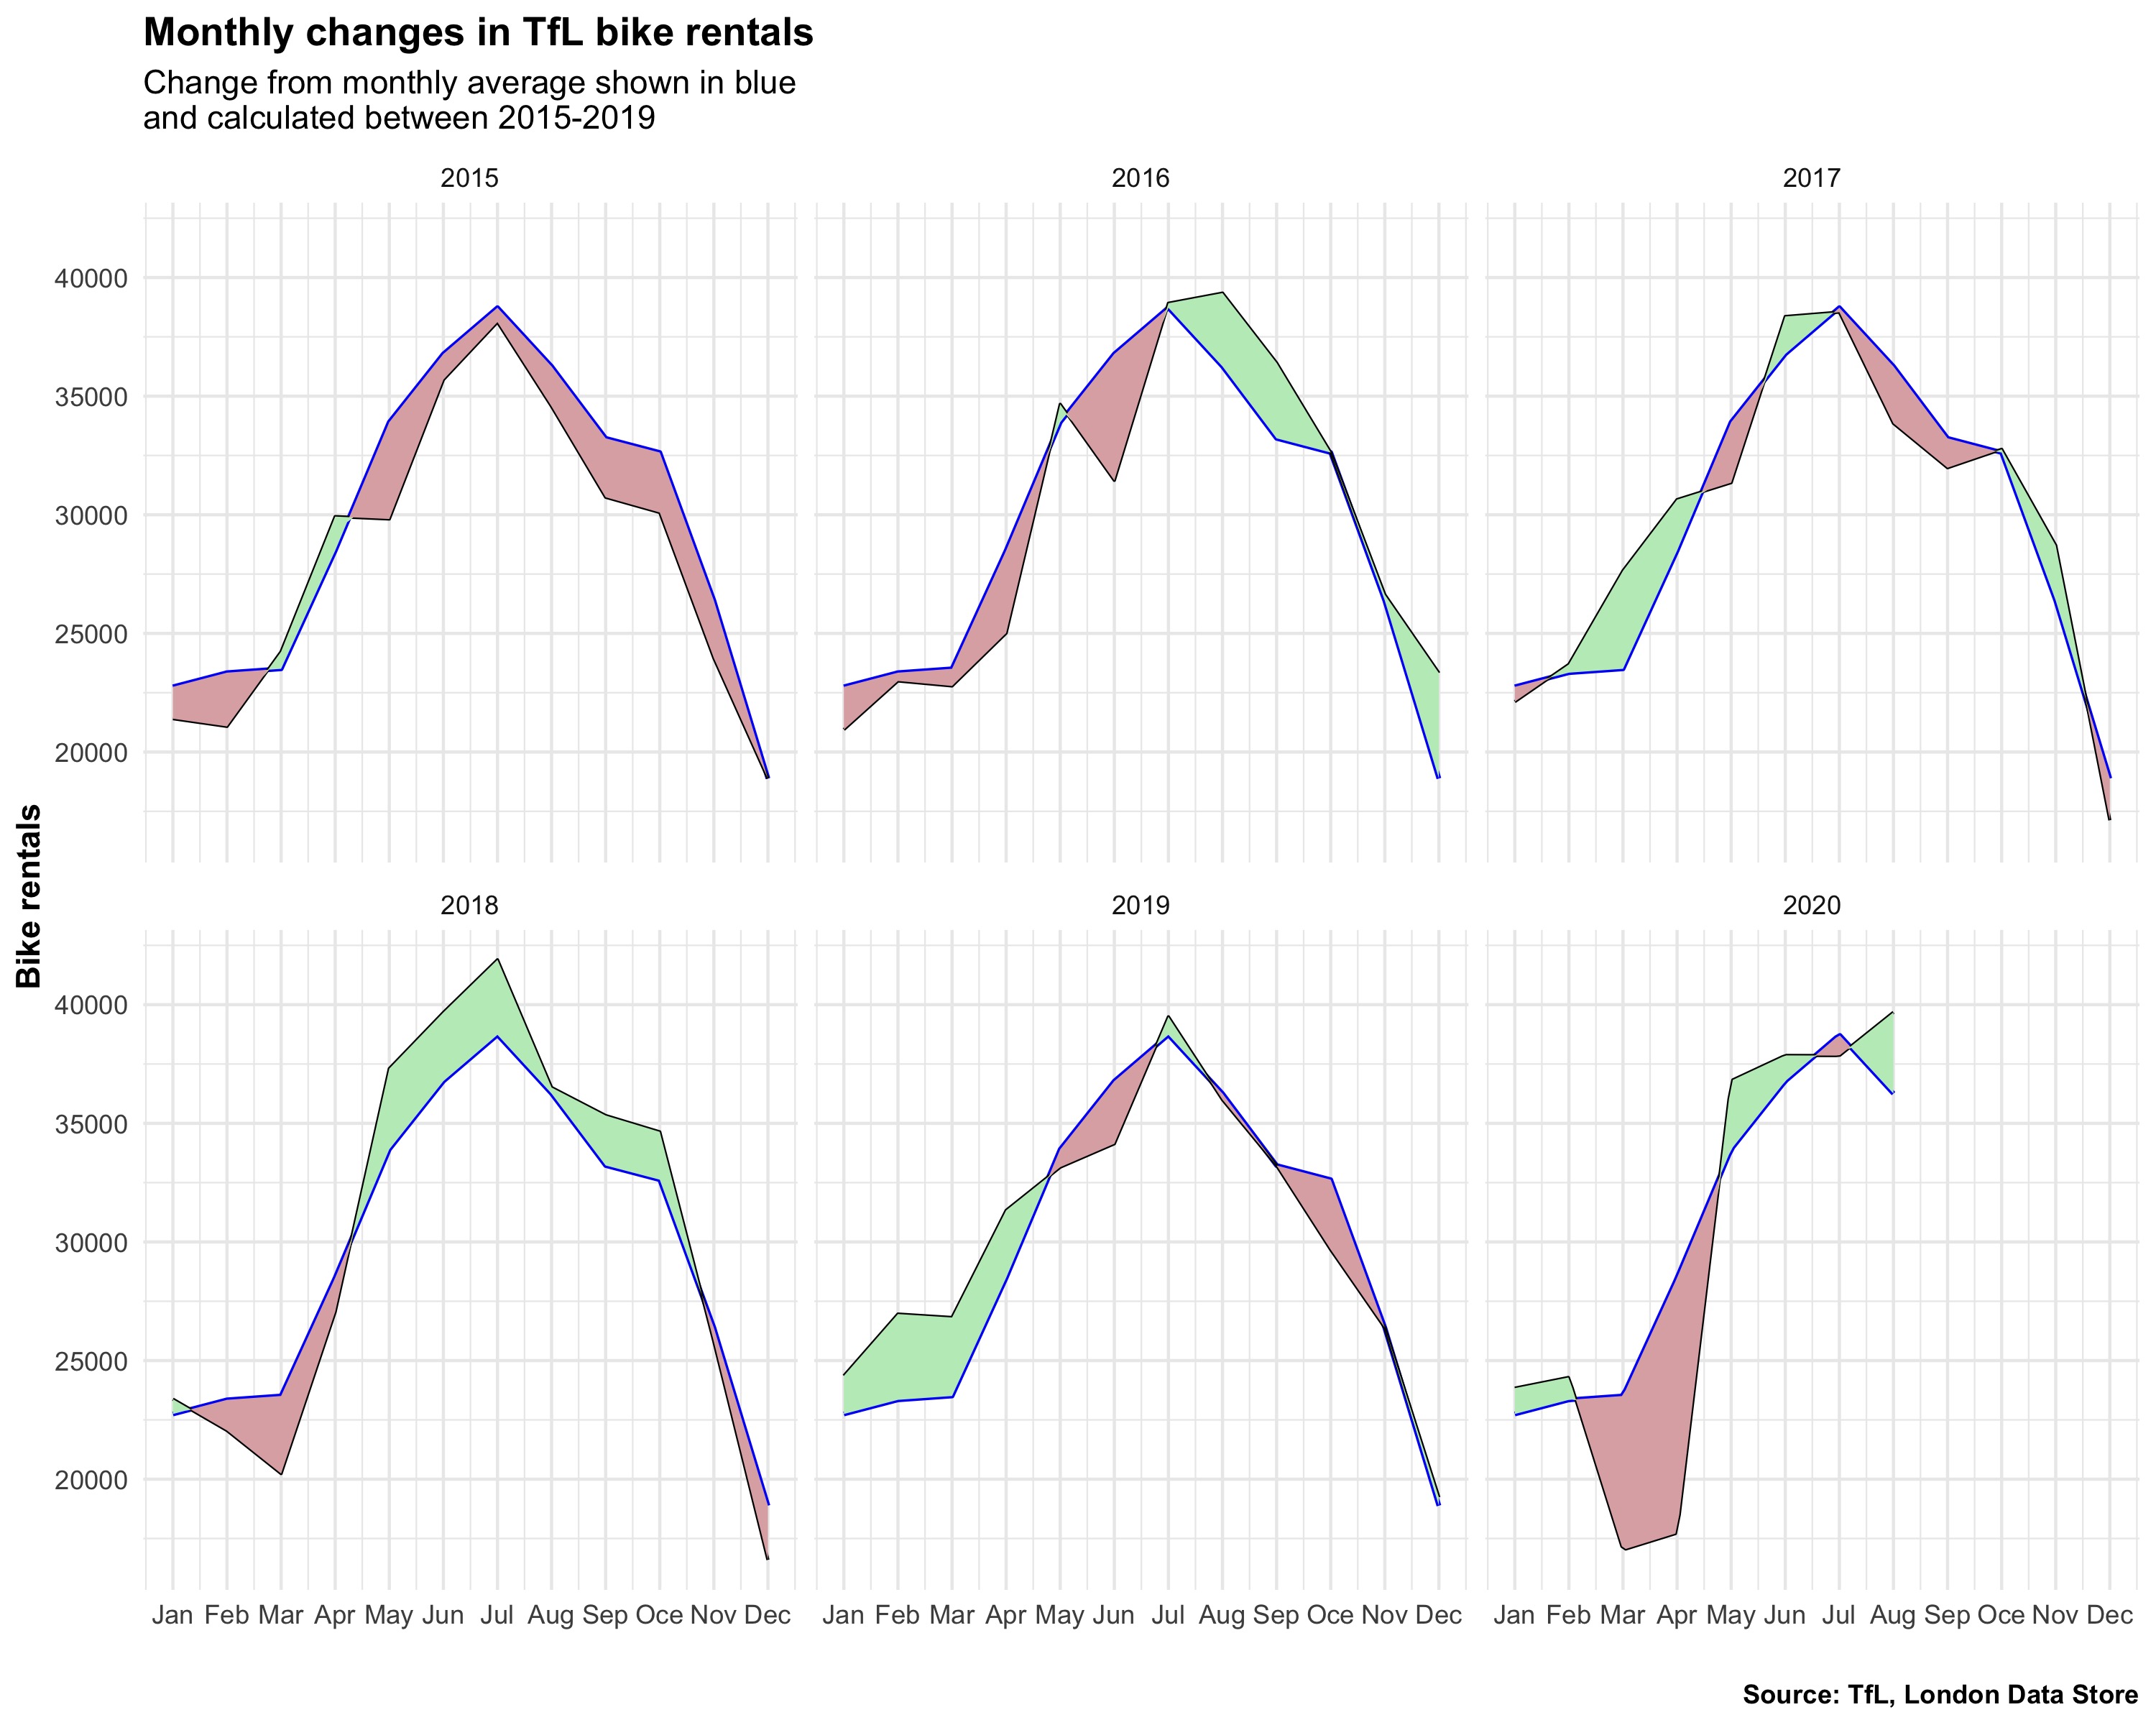 Monthly changes in TfL bike rentals
Change from monthly average shown in blue
and calculated between 2015-2019
2015
2016
2017
40000
35000
30000
25000
20000
Bike rentals
2018
2019
2020
40000
35000
30000
25000
20000
Jan Feb Mar Apr May Jun Jul Aug Sep Oce Nov Dec
Jan Feb Mar Apr May Jun Jul Aug Sep Oce Nov Dec
Jan Feb Mar Apr May Jun Jul Aug Sep Oce Nov Dec
Source: TfL, London Data Store